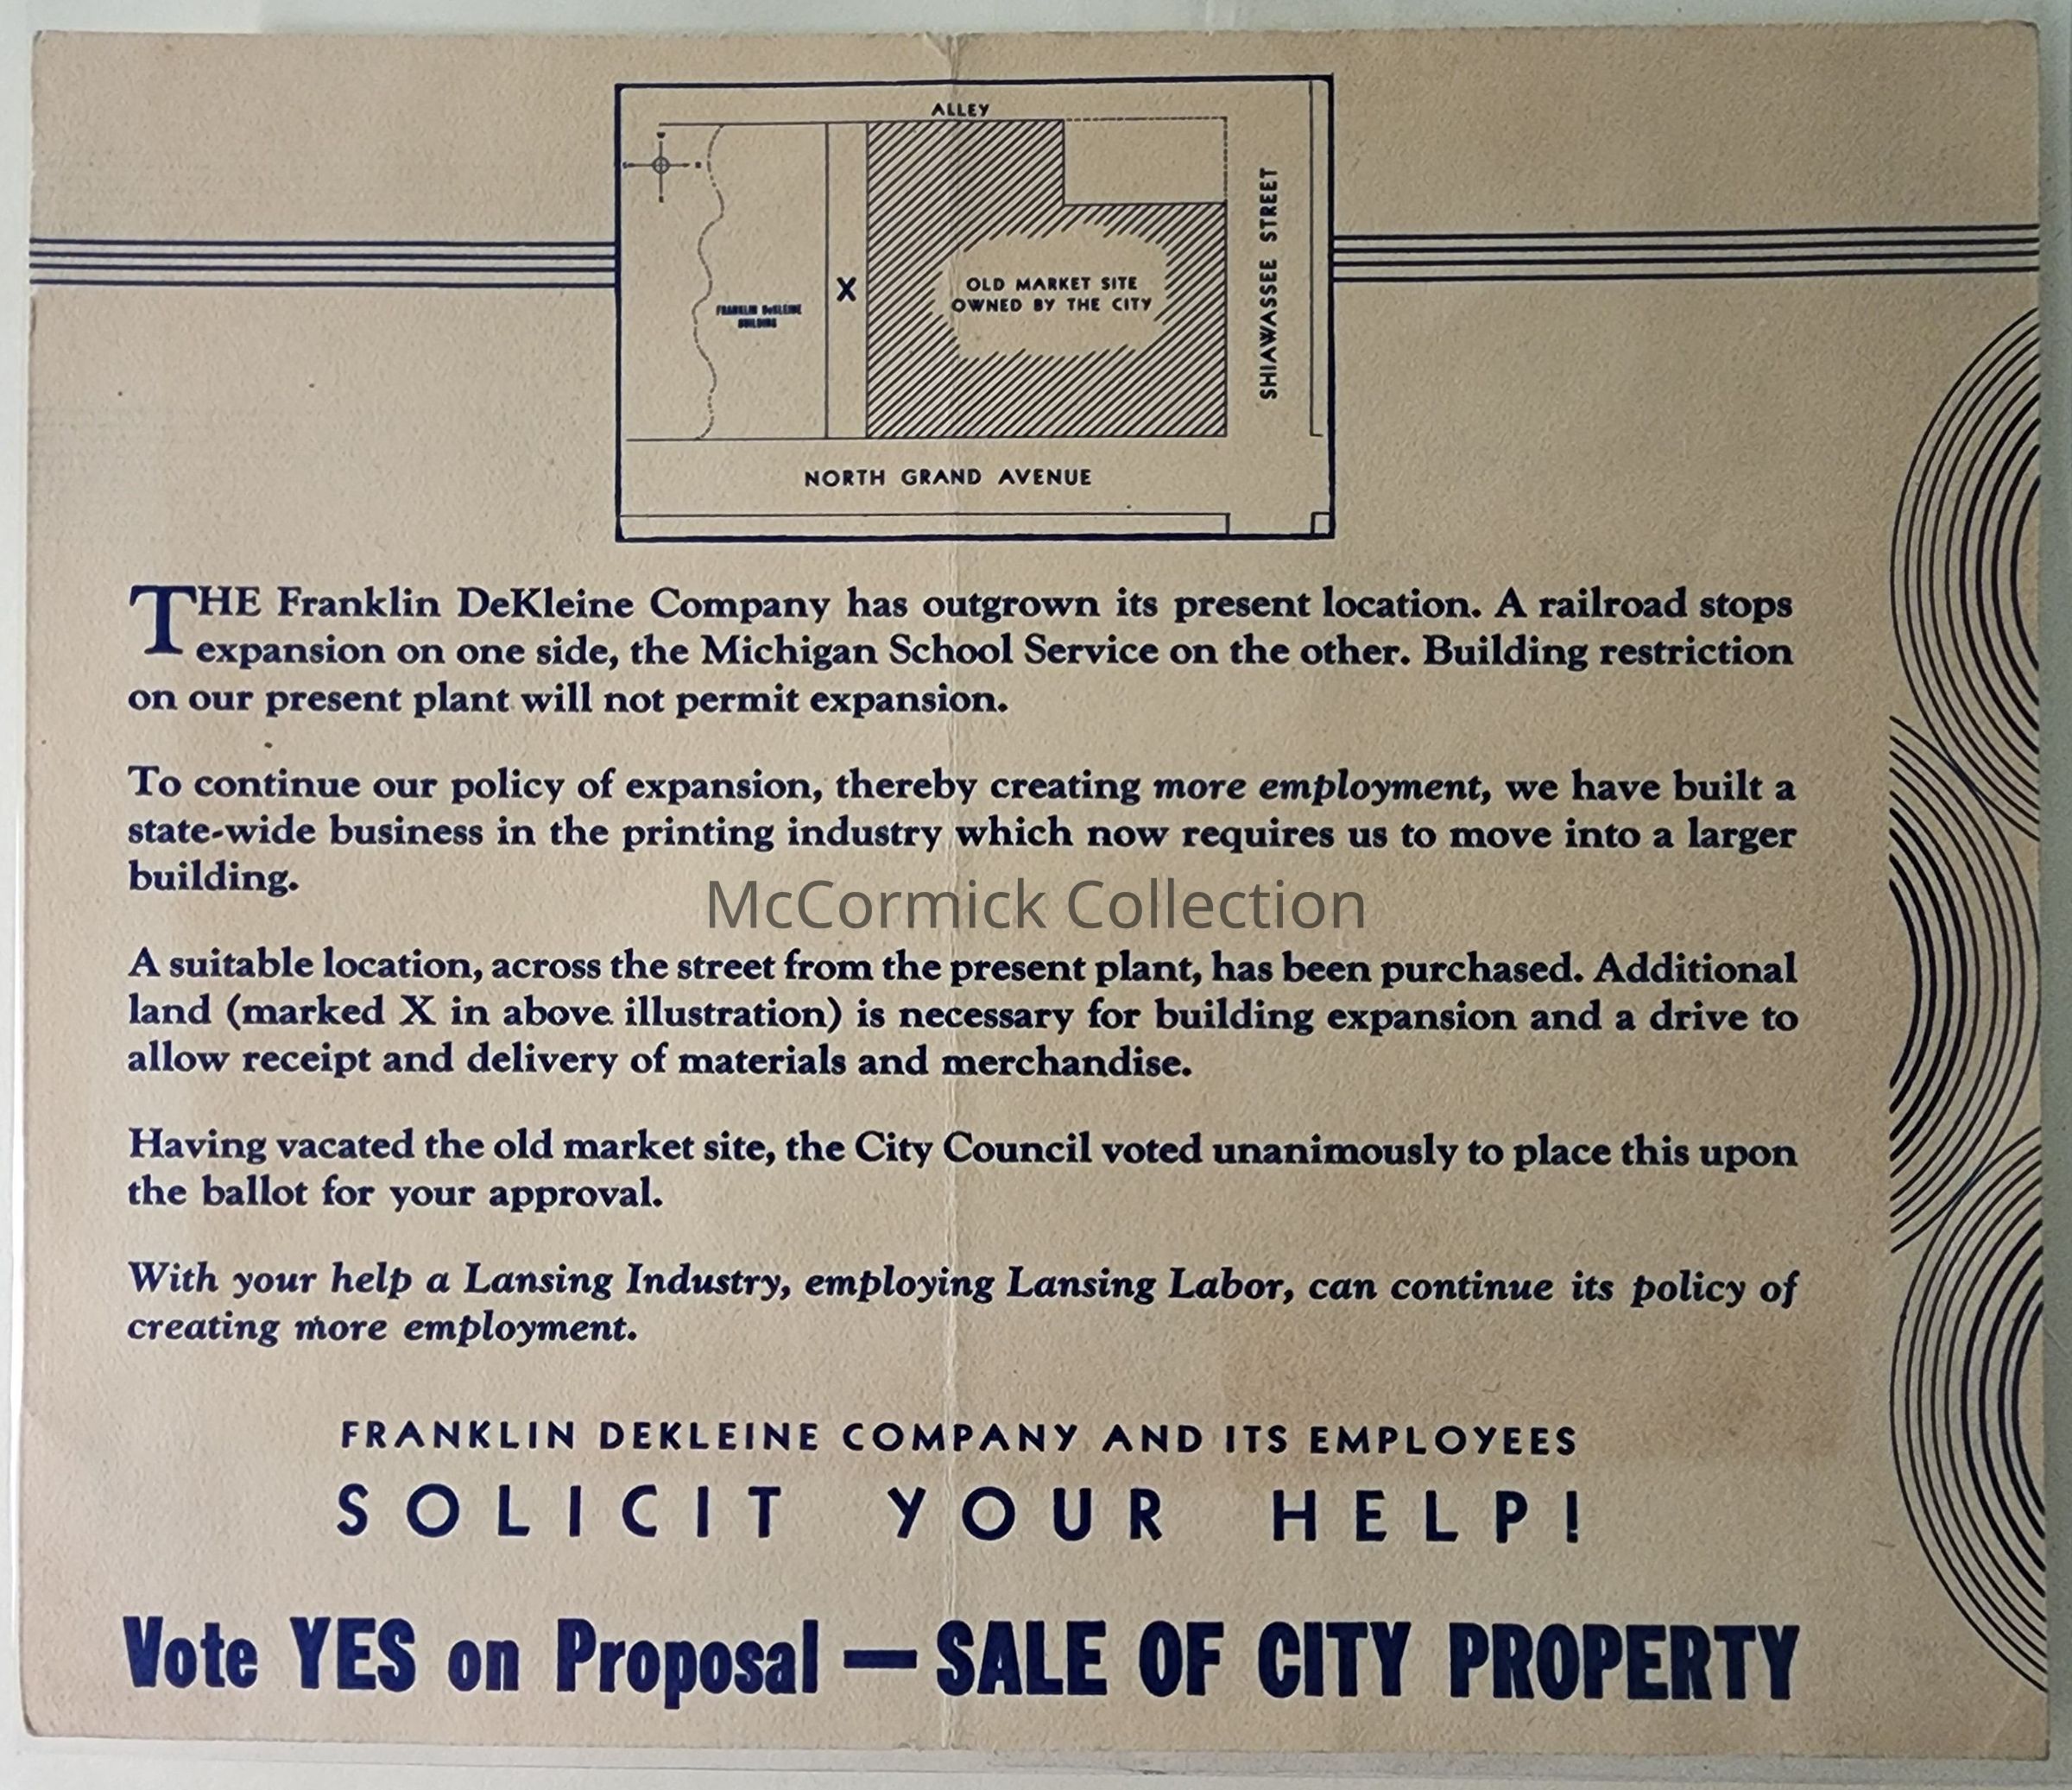 ALLEY
SHIAWASSEE STREET
X
FRANKLIN DeKLEINE
BUILDING
OLD MARKET SITE
OWNED BY THE CITY
NORTH GRAND AVENUE
THE Franklin DeKleine Company has outgrown its present location. A railroad stops
expansion on one side, the Michigan School Service on the other. Building restriction
on our present plant will not permit expansion.
To continue our policy of expansion, thereby creating more employment, we have built a
state-wide business in the printing industry which now requires us to move into a larger
building.
McCormick Collection
A suitable location, across the street from the present plant, has been purchased. Additional
land (marked X in above illustration) is necessary for building expansion and a drive to
allow receipt and delivery of materials and merchandise.
Having vacated the old market site, the City Council voted unanimously to place this upon
the ballot for your approval.
With your help a Lansing Industry, employing Lansing Labor, can continue its policy of
creating more employment.
FRANKLIN DEKLEINE COMPANY AND ITS EMPLOYEES
SOLICIT YOUR HELP!
Vote YES on Proposal — SALE OF CITY PROPERTY